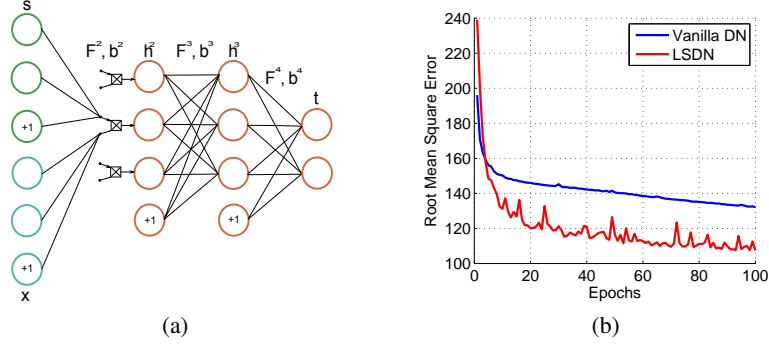 s
F², b²
h²
F³, b³
h³
F⁴, b⁴
t
+1
+1
+1
+1
x
(a)
240
220
200
180
160
140
120
100
Root Mean Square Error
Vanilla DN
LSDN
0
20
40
60
80
100
Epochs
(b)